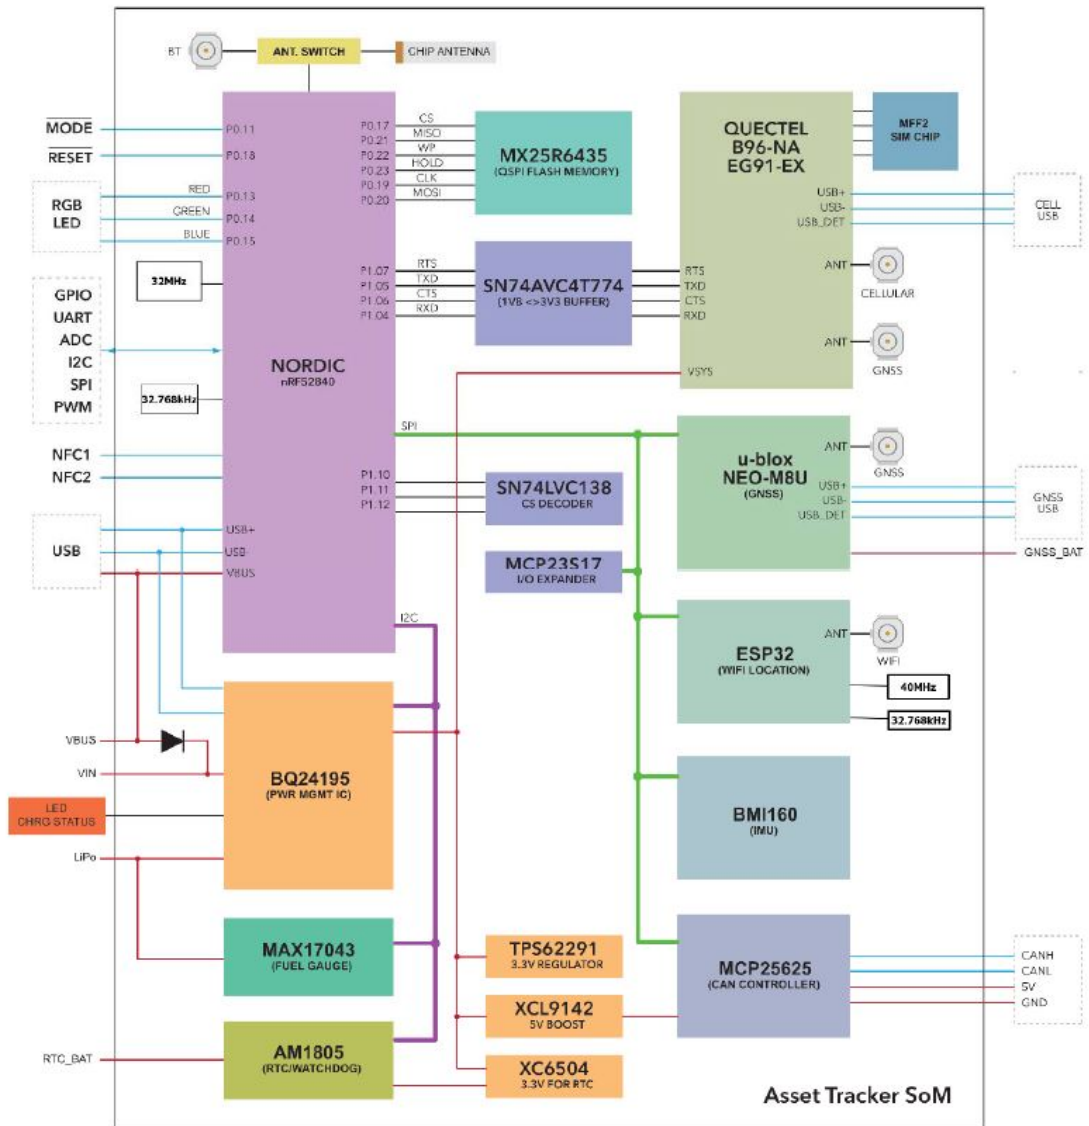 BT
ANT. SWITCH
CHIP ANTENNA
MODE
RESET
RGB
LED
RED
GREEN
BLUE
32MHz
GPIO
UART
ADC
I2C
SPI
PWM
32.768kHz
NFC1
NFC2
USB
P0.11
P0.18
P0.13
P0.14
P0.15
NORDIC
nRF52840
USB+
USB-
VBUS
P0.17
P0.21
P0.22
P0.23
P0.19
P0.20
CS
MISO
WP
HOLD
CLK
MOSI
MX25R6435
(QSPI FLASH MEMORY)
P1.07
P1.05
P1.06
P1.04
RTS
TXD
CTS
RXD
SN74AVC4T774
(1V8 <>3V3 BUFFER)
RTS
TXD
CTS
RXD
VSYS
QUECTEL
B96-NA
EG91-EX
MFF2
SIM CHIP
USB+
USB-
USB_DET
CELL
USB
ANT
CELLULAR
ANT
GNSS
SPI
P1.10
P1.11
P1.12
SN74LVC138
CS DECODER
MCP23S17
I/O EXPANDER
u-blox
NEO-M8U
(GNSS)
ANT
GNSS
USB+
USB-
USB_DET
GNSS
USB
GNSS_BAT
I2C
ESP32
(WIFI LOCATION)
ANT
WIFI
40MHz
32.768kHz
VBUS
VIN
LED
CHRG STATUS
LiPo
BQ24195
(PWR MGMT IC)
BMI160
(IMU)
MAX17043
(FUEL GAUGE)
TPS62291
3.3V REGULATOR
XCL9142
5V BOOST
MCP25625
(CAN CONTROLLER)
CANH
CANL
5V
GND
RTC_BAT
AM1805
(RTC/WATCHDOG)
XC6504
3.3V FOR RTC
Asset Tracker SoM